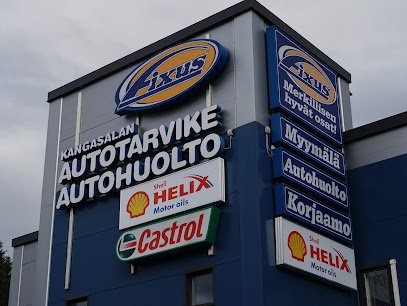 Fixus
KANGASALAN
AUTOTARVIKE
AUTOHUOLTO
Shell
HELIX
Motor oils
Castrol
Fixus
Merkillisen
hyvät osat!
Myymälä
Autohuolto
Korjaamo
Shell
HELIX
Motor oils